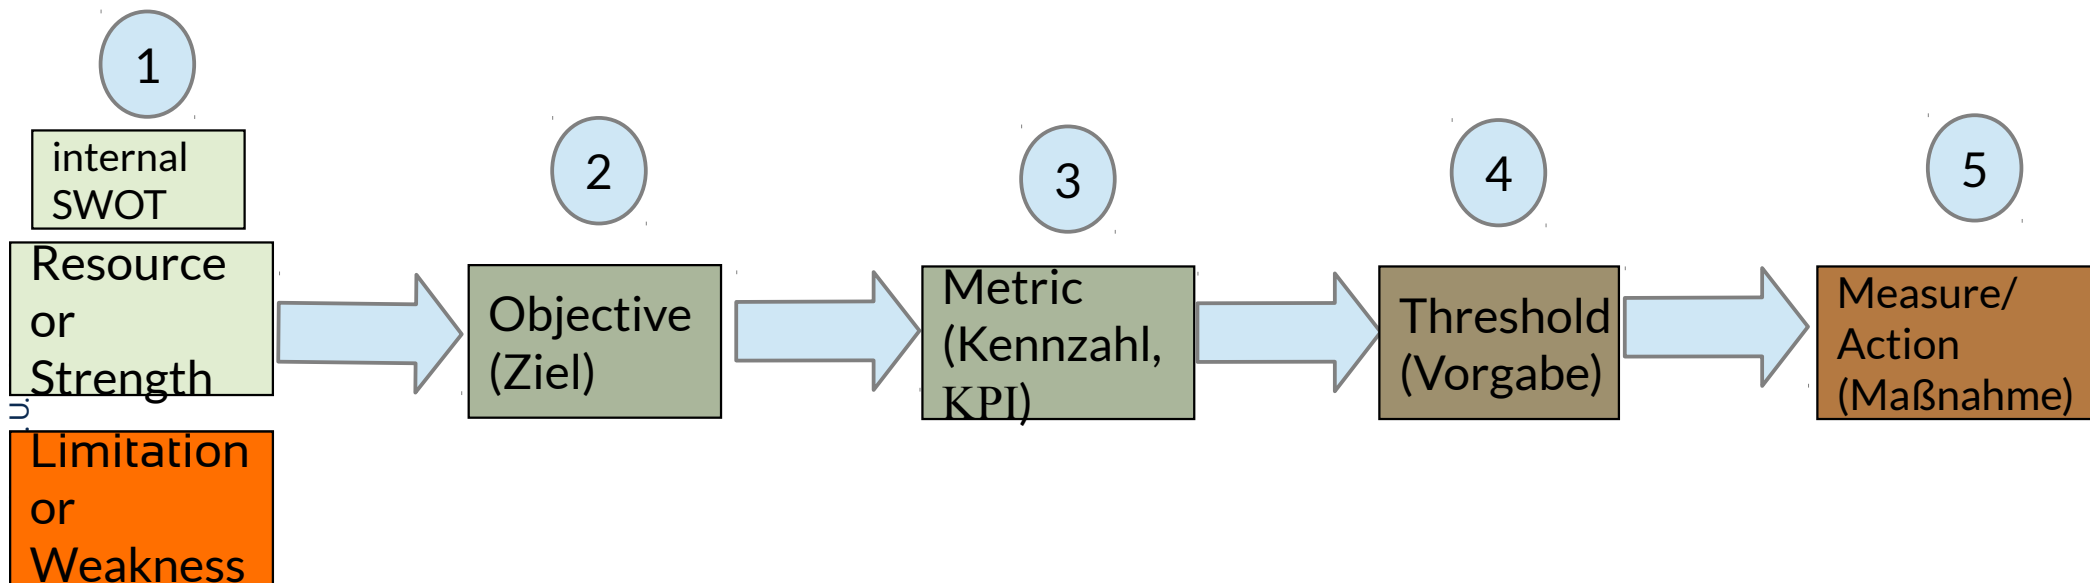 1
internal
SWOT
Resource
or
Strength
U.
Limitation
or
Weakness
2
Objective
(Ziel)
3
Metric
(Kennzahl,
KPI)
4
Threshold
(Vorgabe)
5
Measure/
Action
(Maßnahme)